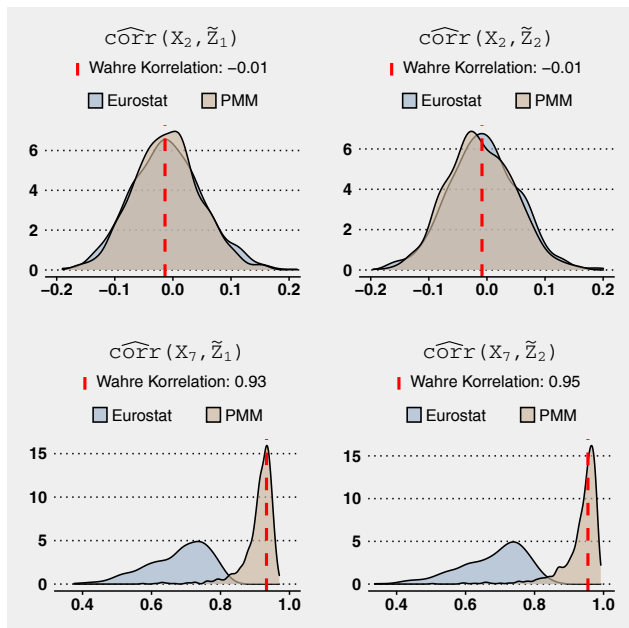 c͡orr(X₂, Z̃₁)
Wahre Korrelation: −0.01
Eurostat PMM
6
4
2
0
−0.2 −0.1 0.0 0.1 0.2
c͡orr(X₂, Z̃₂)
Wahre Korrelation: −0.01
Eurostat PMM
6
4
2
0
−0.2 −0.1 0.0 0.1 0.2
c͡orr(X₇, Z̃₁)
Wahre Korrelation: 0.93
Eurostat PMM
15
10
5
0
0.4 0.6 0.8 1.0
c͡orr(X₇, Z̃₂)
Wahre Korrelation: 0.95
Eurostat PMM
15
10
5
0
0.4 0.6 0.8 1.0